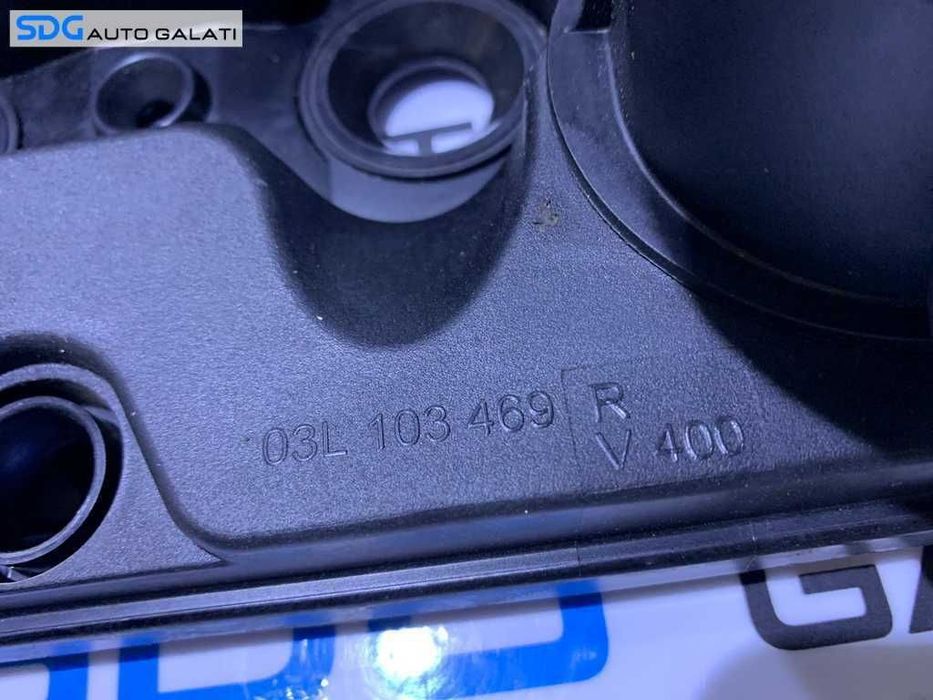 SDG AUTO GALATI
03L 103 469 R
V 400